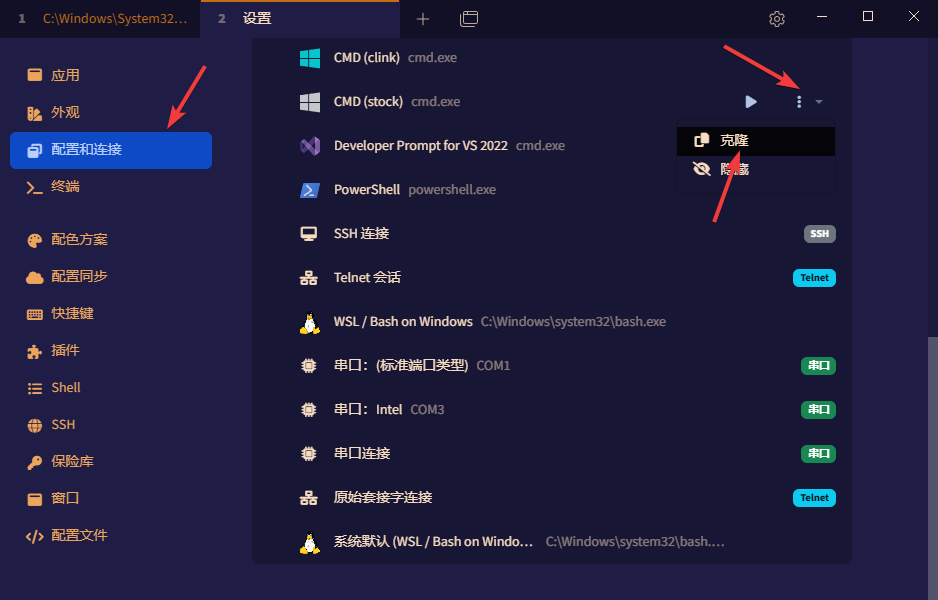 1 C:\Windows\System32...
2 设置
应用
外观
配置和连接
终端
配色方案
配置同步
快捷键
插件
Shell
SSH
保险库
窗口
配置文件
CMD (clink) cmd.exe
CMD (stock) cmd.exe
克隆
隐藏
Developer Prompt for VS 2022 cmd.exe
PowerShell powershell.exe
SSH 连接 SSH
Telnet 会话 Telnet
WSL / Bash on Windows C:\Windows\system32\bash.exe
串口：(标准端口类型) COM1 串口
串口：Intel COM3 串口
串口连接 串口
原始套接字连接 Telnet
系统默认 (WSL / Bash on Windo... C:\Windows\system32\bash....